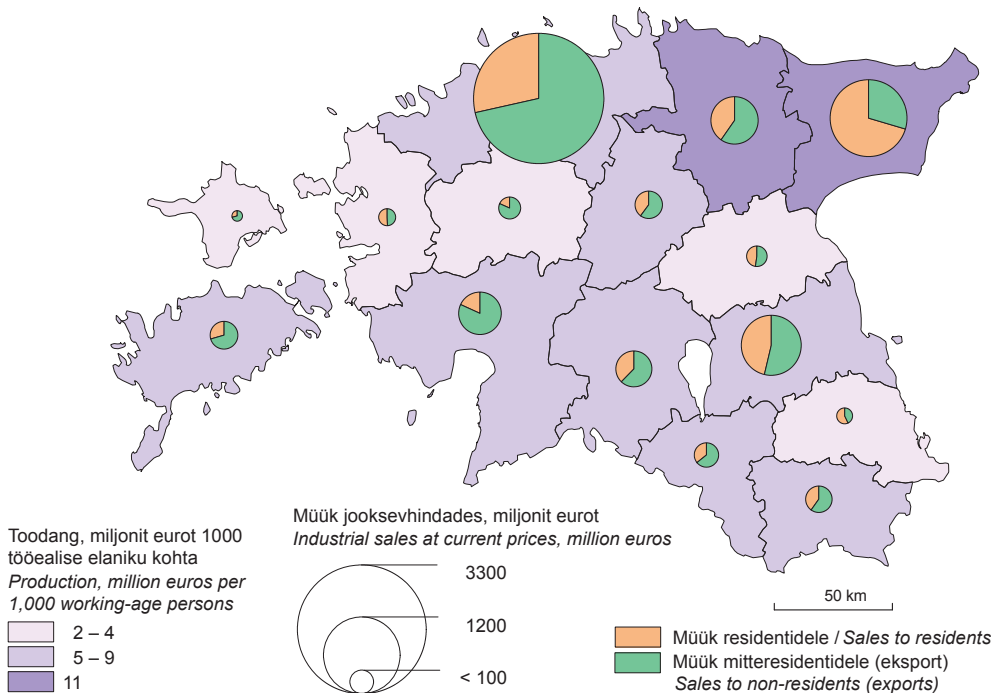 Toodang, miljonit eurot 1000
tööealise elaniku kohta
Production, million euros per
1,000 working-age persons
2 – 4
5 – 9
11
Müük jooksevhindades, miljonit eurot
Industrial sales at current prices, million euros
3300
1200
< 100
50 km
Müük residentidele / Sales to residents
Müük mitteresidentidele (eksport)
Sales to non-residents (exports)